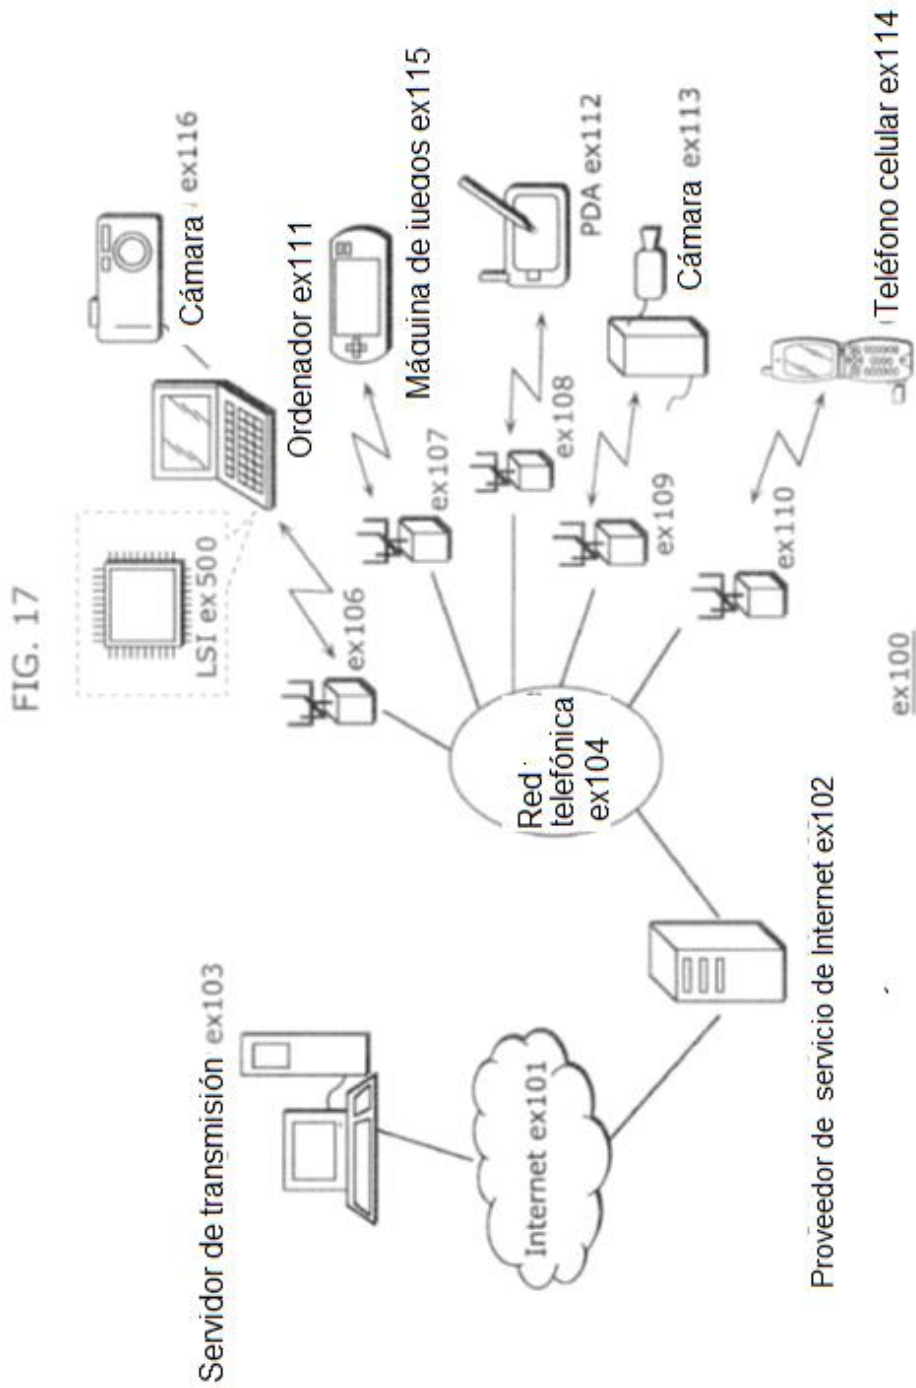 FIG. 17
Servidor de transmisión ex103
LSI ex500
Cámara ex116
Ordenador ex111
ex106
Máquina de juegos ex115
ex107
Internet ex101
Red
telefónica
ex104
ex108
PDA ex112
ex109
Cámara ex113
ex110
Proveedor de servicio de Internet ex102
Teléfono celular ex114
ex100